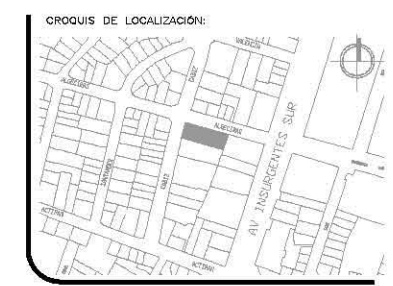 CROQUIS DE LOCALIZACIÓN:
VALENCIA
CADIZ
ALGECIRAS
ALGECIRAS
AV INSURGENTES SUR
SANTANDER
CADIZ
ACTIPAN
ACTIPAN